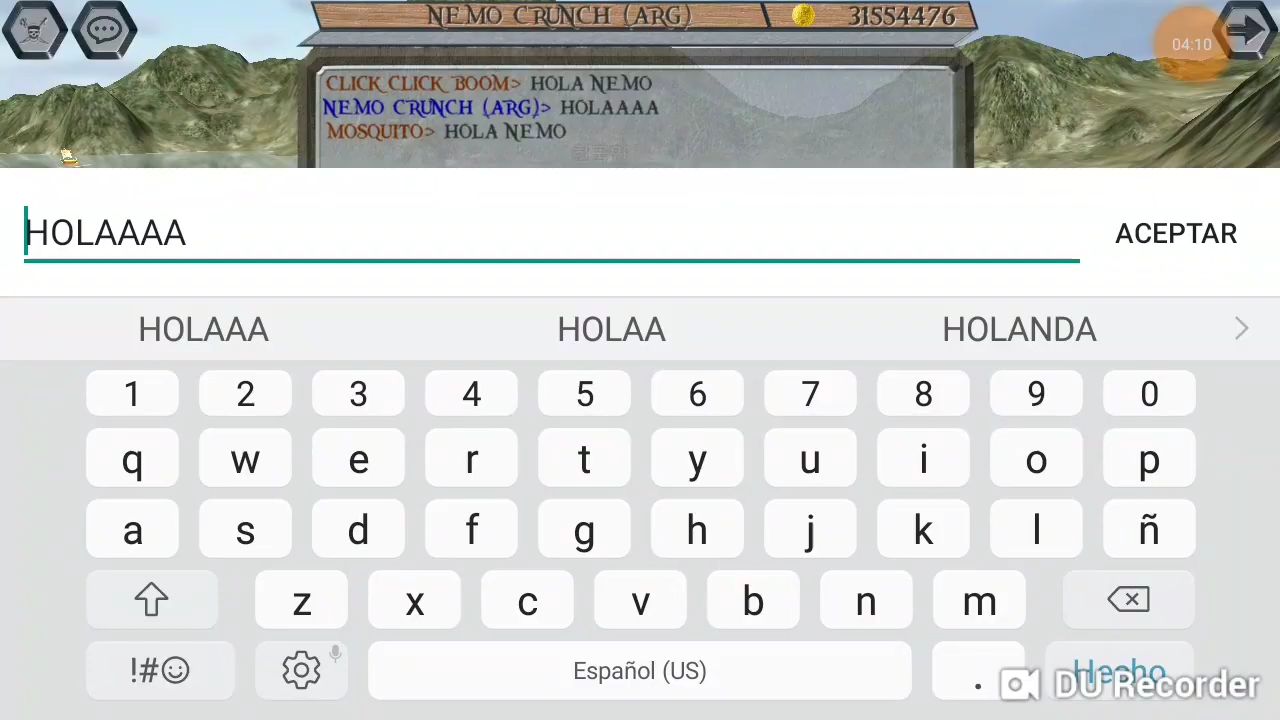 NEMO CRUNCH (ARG) 31554476
04:10
CLICK CLICK BOOM> HOLA NEMO
NEMO CRUNCH (ARG)> HOLAAAA
MOSQUITO> HOLA NEMO
HOLAAAA ACEPTAR
HOLAAA HOLAA HOLANDA
1 2 3 4 5 6 7 8 9 0
q w e r t y u i o p
a s d f g h j k l ñ
z x c v b n m
!#☺ Español (US) . Hecho
DU Recorder